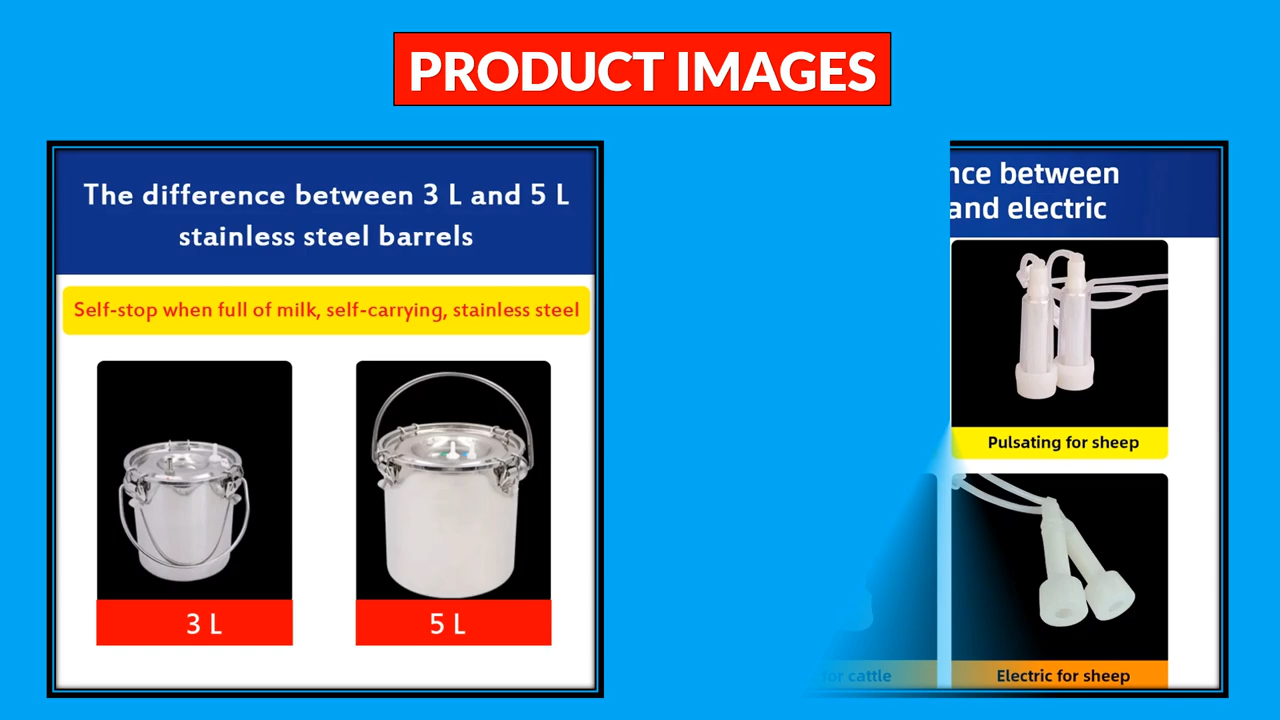 PRODUCT IMAGES
The difference between 3 L and 5 L
stainless steel barrels
Self-stop when full of milk, self-carrying, stainless steel
3 L
5 L
between
and electric
Pulsating for sheep
for cattle
Electric for sheep